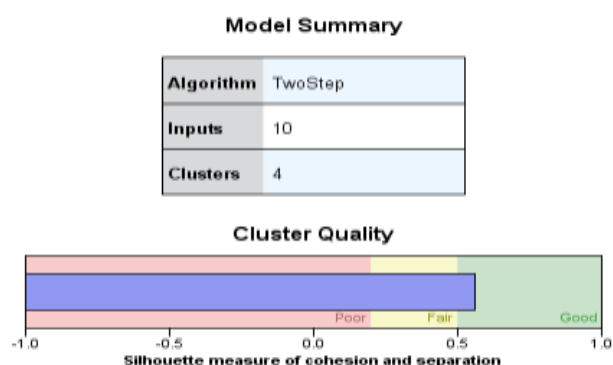 Model Summary
Algorithm TwoStep
Inputs 10
Clusters 4
Cluster Quality
Poor Fair Good
-1.0 -0.5 0.0 0.5 1.0
Silhouette measure of cohesion and separation